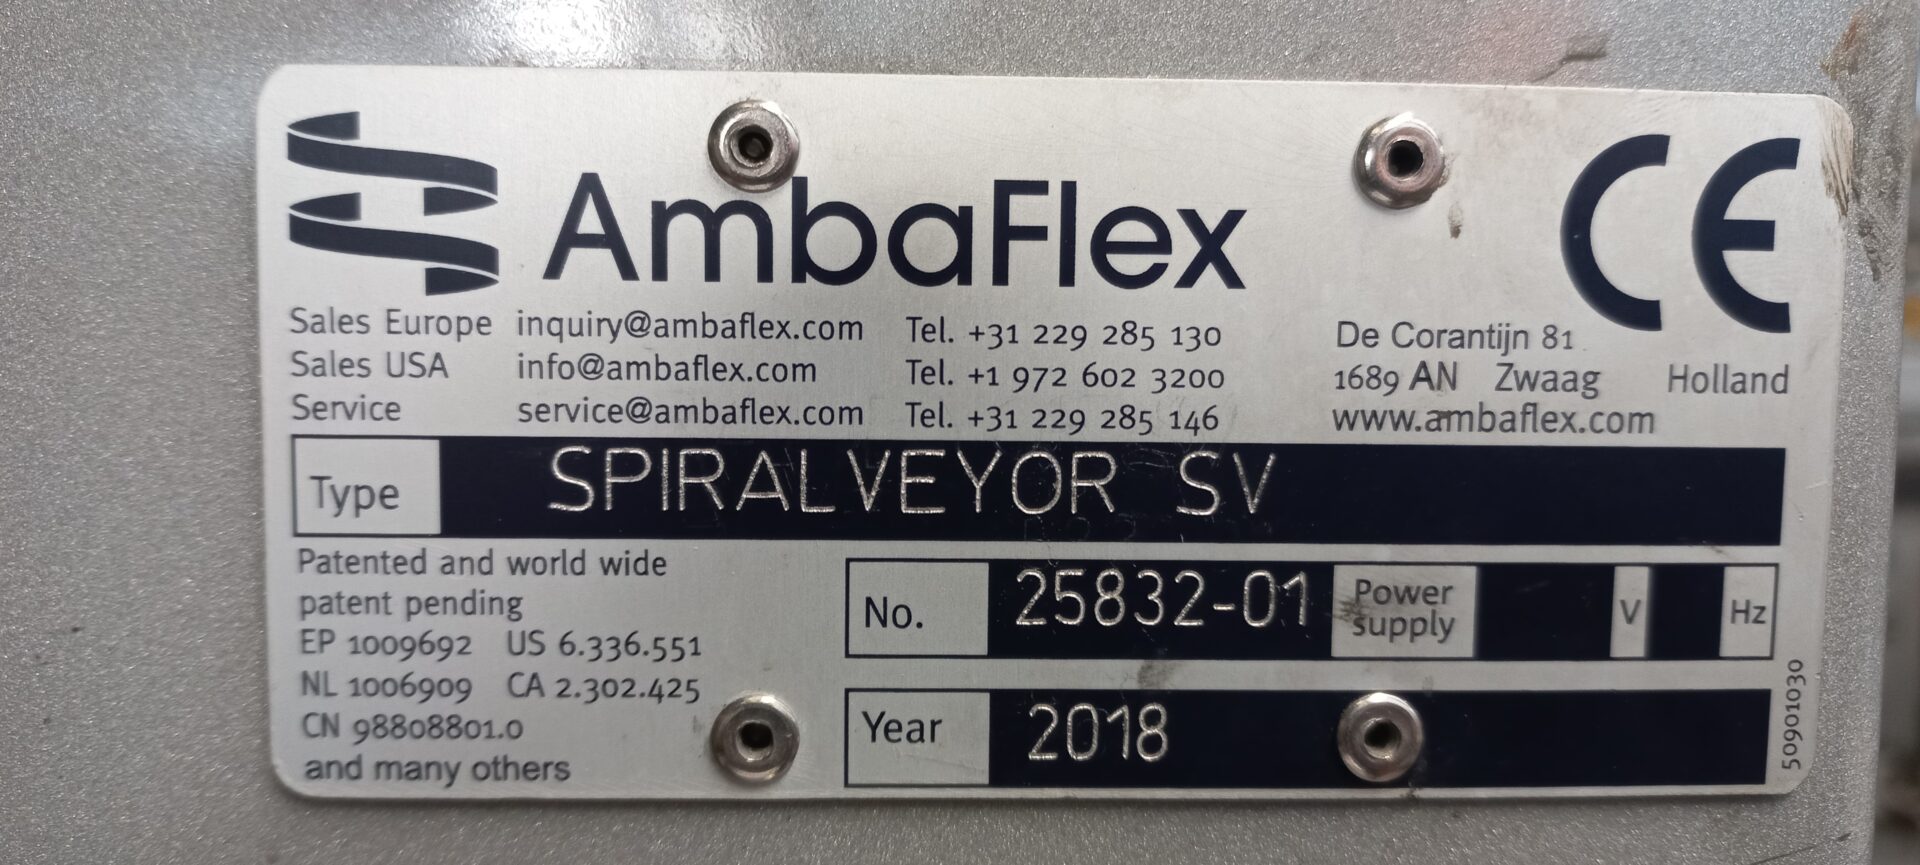 AmbaFlex
CE
Sales Europe inquiry@ambaflex.com Tel. +31 229 285 130 De Corantijn 81
Sales USA info@ambaflex.com Tel. +1 972 602 3200 1689 AN Zwaag Holland
Service service@ambaflex.com Tel. +31 229 285 146 www.ambaflex.com
Type SPIRALVEYOR SV
Patented and world wide
patent pending
EP 1009692 US 6.336.551
NL 1006909 CA 2.302.425
CN 98808801.0
and many others
No. 25832-01 Power supply V Hz
Year 2018
50901030